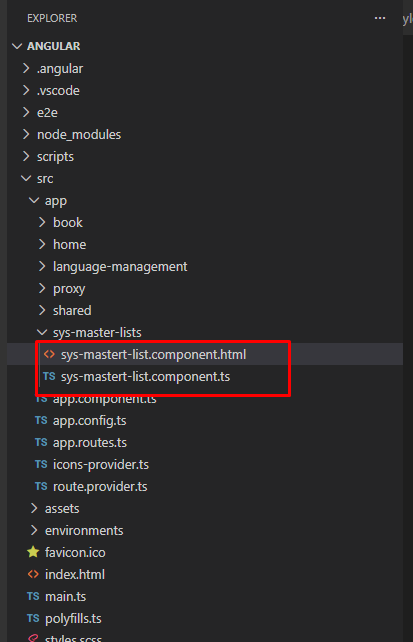 EXPLORER
yle
ANGULAR
.angular
.vscode
e2e
node_modules
scripts
src
app
book
home
language-management
proxy
shared
sys-master-lists
sys-mastert-list.component.html
TS sys-mastert-list.component.ts
TS app.component.ts
TS app.config.ts
TS app.routes.ts
TS icons-provider.ts
TS route.provider.ts
assets
environments
favicon.ico
index.html
TS main.ts
TS polyfills.ts
styles.scss